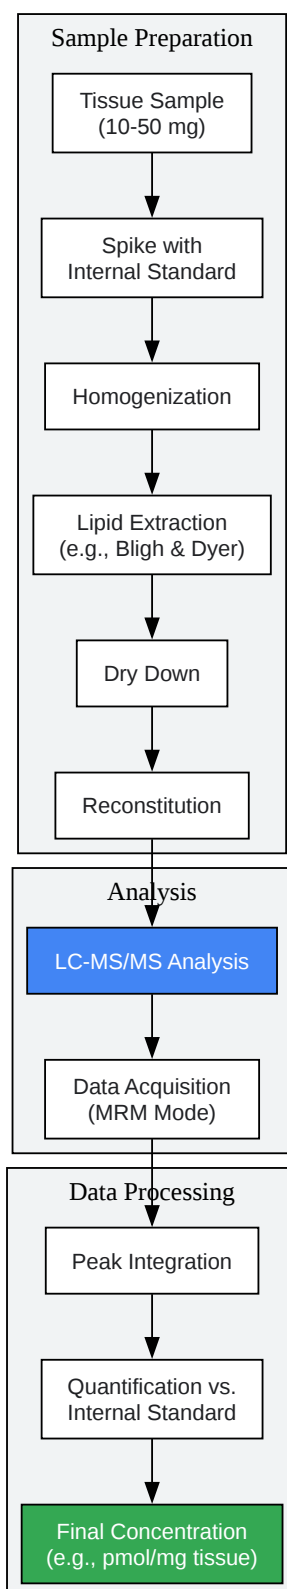 Sample Preparation
Tissue Sample
(10-50 mg)
Spike with
Internal Standard
Homogenization
Lipid Extraction
(e.g., Bligh & Dyer)
Dry Down
Reconstitution
Analysis
LC-MS/MS Analysis
Data Acquisition
(MRM Mode)
Data Processing
Peak Integration
Quantification vs.
Internal Standard
Final Concentration
(e.g., pmol/mg tissue)